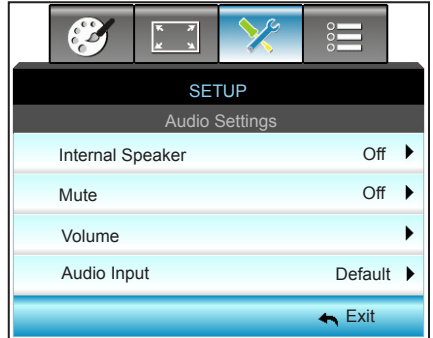 SETUP
Audio Settings
Internal Speaker Off
Mute Off
Volume
Audio Input Default
Exit